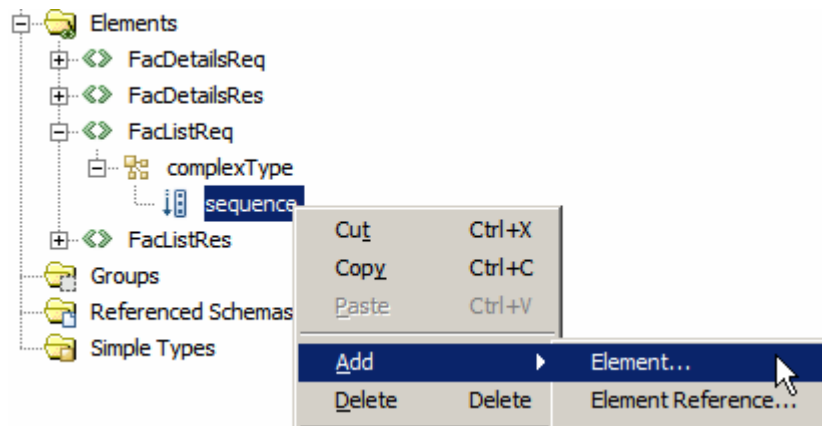 Elements
FacDetailsReq
FacDetailsRes
FacListReq
complexType
sequence
FacListRes
Groups
Referenced Schemas
Simple Types
Cut Ctrl+X
Copy Ctrl+C
Paste Ctrl+V
Add
Delete Delete
Element...
Element Reference...